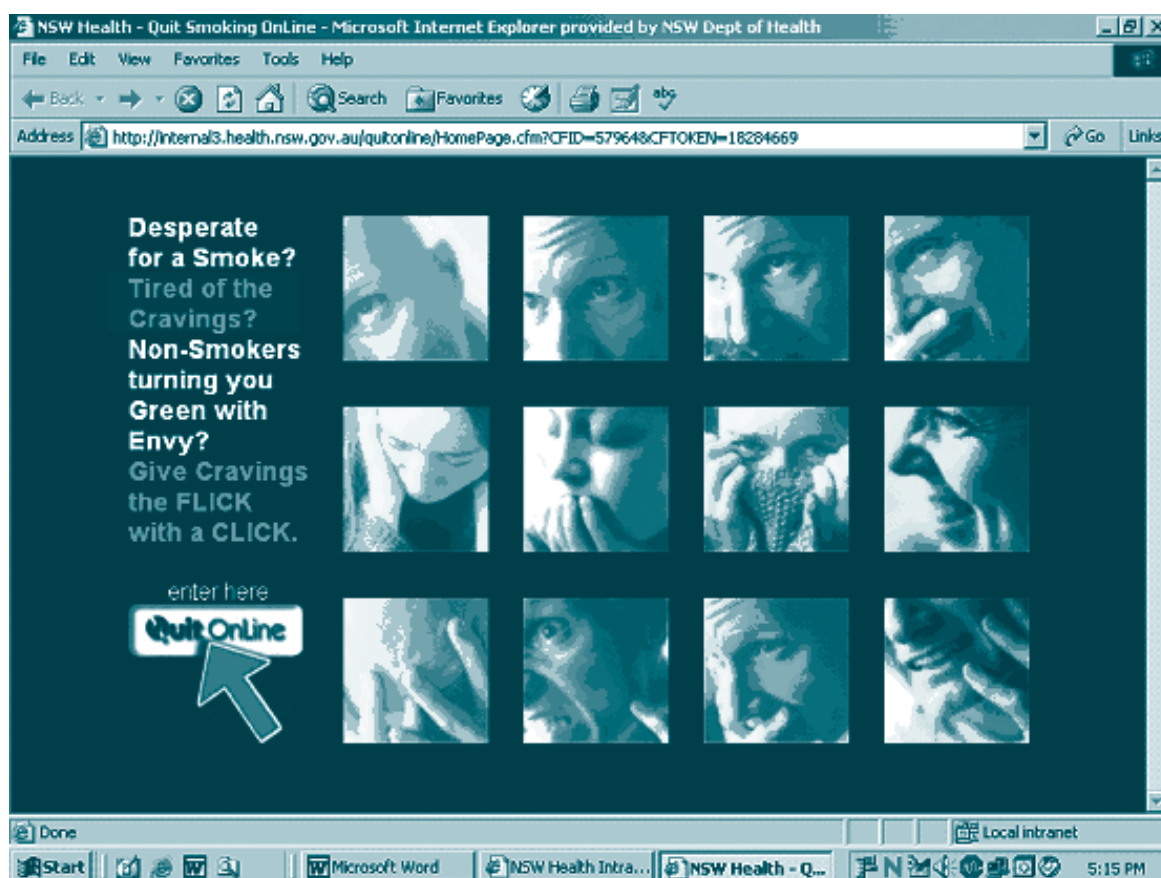 NSW Health - Quit Smoking OnLine - Microsoft Internet Explorer provided by NSW Dept of Health
File Edit View Favorites Tools Help
Back Search Favorites
Address http://internal3.health.nsw.gov.au/quitonline/HomePage.cfm?CFID=57964&CFTOKEN=18284669 Go Links
Desperate
for a Smoke?
Tired of the
Cravings?
Non-Smokers
turning you
Green with
Envy?
Give Cravings
the FLICK
with a CLICK.
enter here
Quit OnLine
Done Local intranet
Start Microsoft Word NSW Health Intra... NSW Health - Q... 5:15 PM